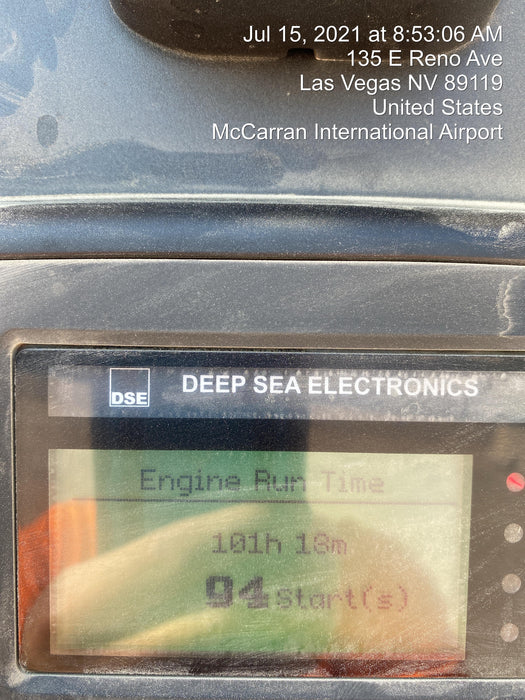 Jul 15, 2021 at 8:53:06 AM
135 E Reno Ave
Las Vegas NV 89119
United States
McCarran International Airport
DSE DEEP SEA ELECTRONICS
Engine Run Time
101h 18m
94 Start(s)